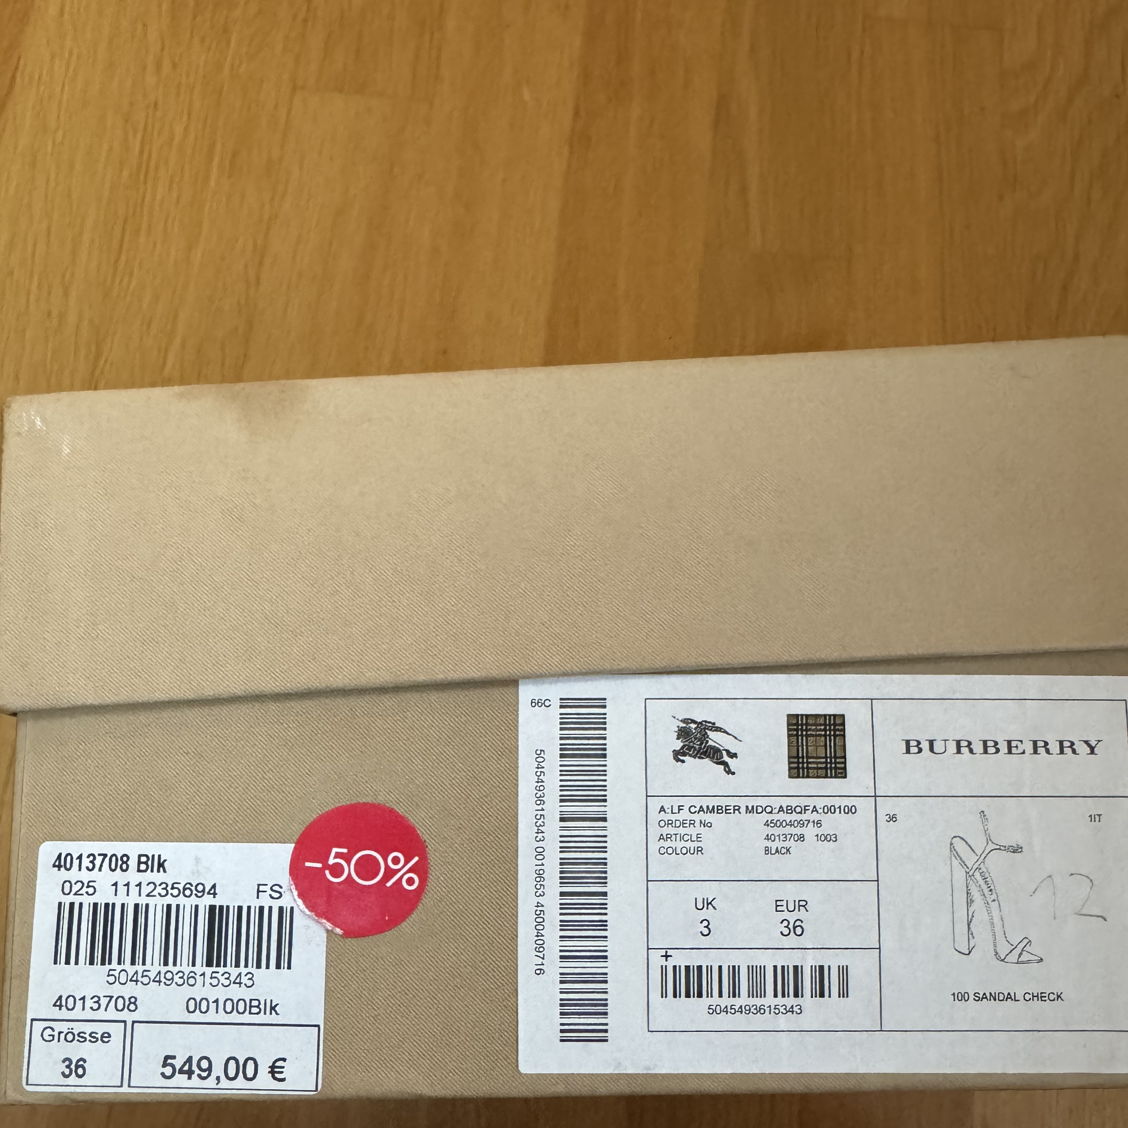 4013708 Blk
025 111235694 FS
5045493615343
4013708 00100Blk
Grösse
36
549,00 €
-50%
66C
5045493615343 0019653 4500409716
BURBERRY
A:LF CAMBER MDQ:ABQFA:00100
ORDER No 4500409716
ARTICLE 4013708 1003
COLOUR BLACK
UK EUR
3 36
+
5045493615343
36 1IT
12
100 SANDAL CHECK